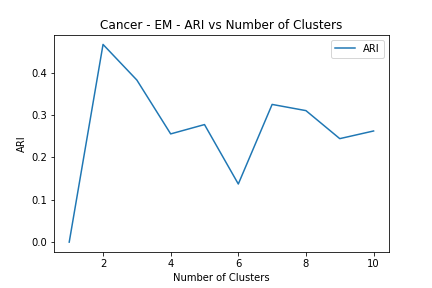 Cancer - EM - ARI vs Number of Clusters
ARI
0.4
0.3
0.2
0.1
0.0
ARI
2
4
6
8
10
Number of Clusters